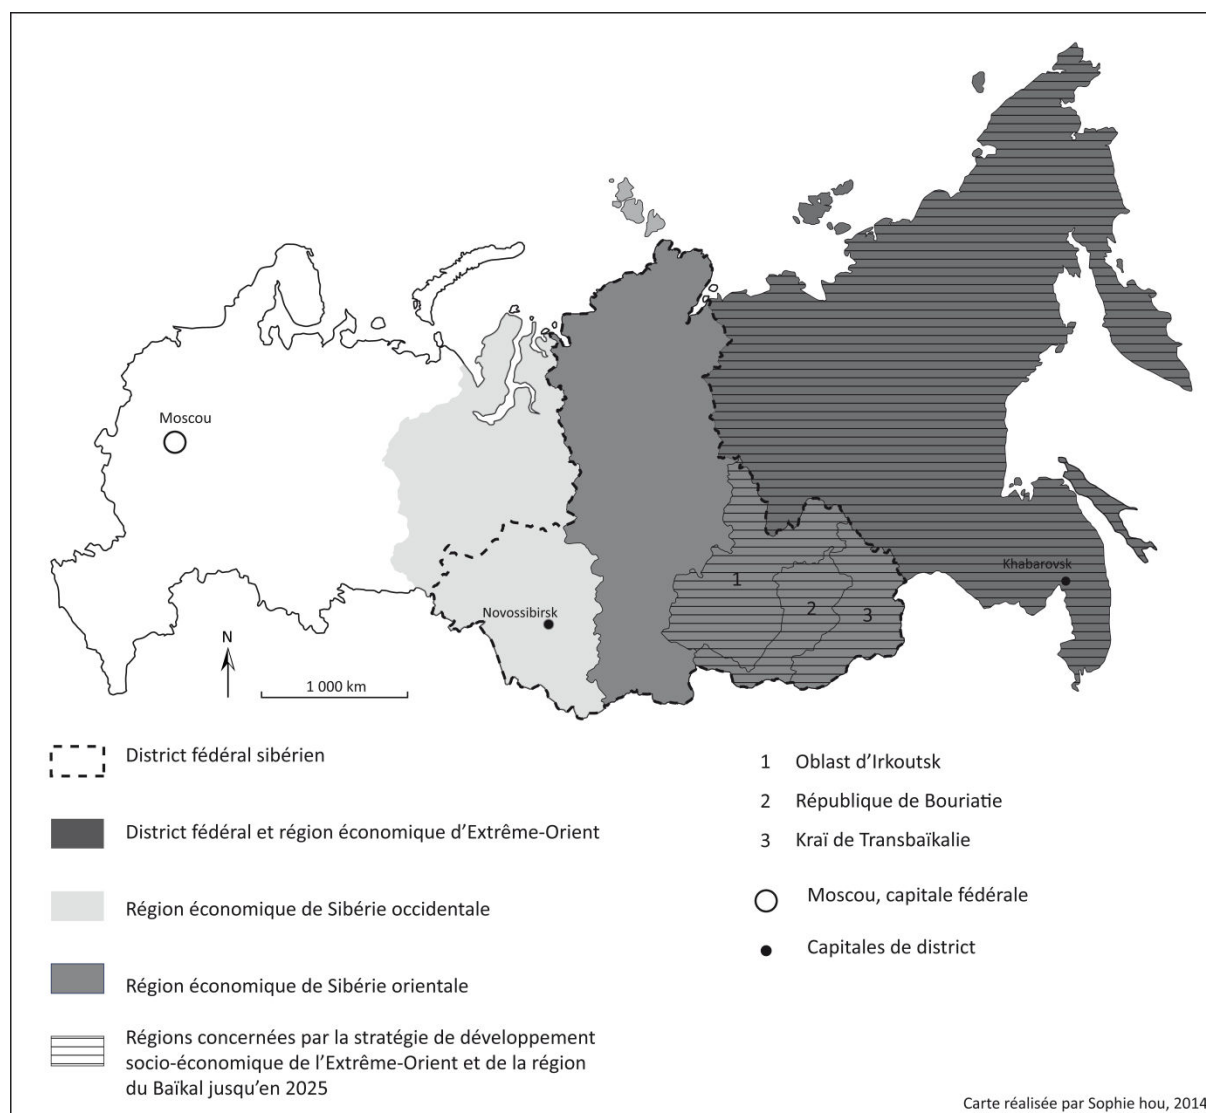 Moscou
Khabarovsk
1
2
3
Novossibirsk
N
1 000 km
District fédéral sibérien
District fédéral et région économique d’Extrême-Orient
Région économique de Sibérie occidentale
Région économique de Sibérie orientale
Régions concernées par la stratégie de développement
socio-économique de l’Extrême-Orient et de la région
du Baïkal jusqu’en 2025
1 Oblast d’Irkoutsk
2 République de Bouriatie
3 Kraï de Transbaïkalie
Moscou, capitale fédérale
Capitales de district
Carte réalisée par Sophie hou, 2014